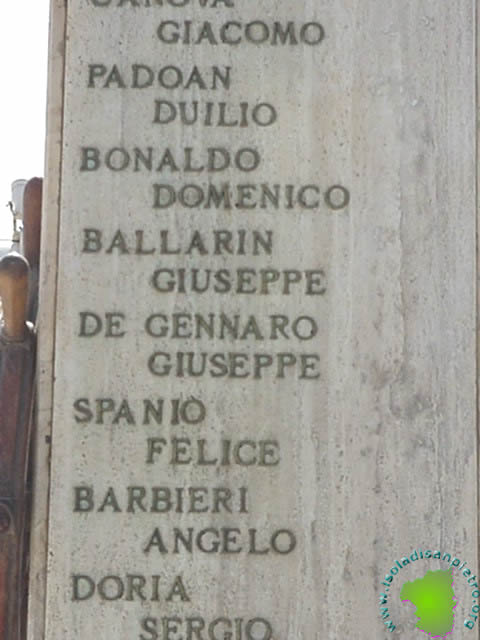 CANOVA
GIACOMO
PADOAN
DUILIO
BONALDO
DOMENICO
BALLARIN
GIUSEPPE
DE GENNARO
GIUSEPPE
SPANIO
FELICE
BARBIERI
ANGELO
DORIA
SERGIO
www.isoladisanpietro.org